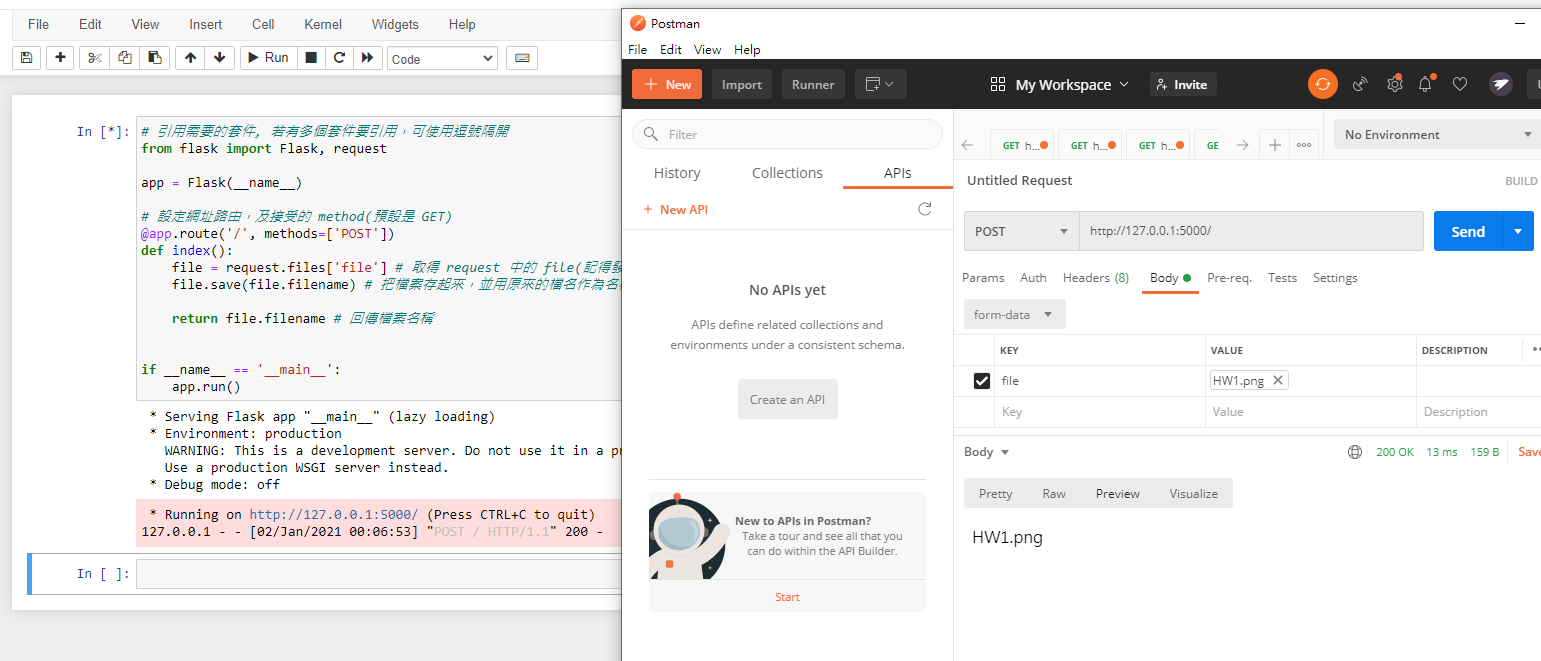 File Edit View Insert Cell Kernel Widgets Help
Run
Code
In [*]:
# 引用需要的套件, 若有多個套件要引用，可使用逗號隔開
from flask import Flask, request
app = Flask(__name__)
# 設定網址路由，及接受的 method(預設是 GET)
@app.route('/', methods=['POST'])
def index():
file = request.files['file'] # 取得 request 中的 file(記得
file.save(file.filename) # 把檔案存起來，並用原來的檔名作為名
return file.filename # 回傳檔案名稱
if __name__ == '__main__':
app.run()
* Serving Flask app "__main__" (lazy loading)
* Environment: production
WARNING: This is a development server. Do not use it in a p
Use a production WSGI server instead.
* Debug mode: off
* Running on http://127.0.0.1:5000/ (Press CTRL+C to quit)
127.0.0.1 - - [02/Jan/2021 00:06:53] "POST / HTTP/1.1" 200 -
In [ ]:
Postman
File Edit View Help
+ New Import Runner
My Workspace
Invite
Filter
History Collections APIs
+ New API
No APIs yet
APIs define related collections and
environments under a consistent schema.
Create an API
New to APIs in Postman?
Take a tour and see all that you
can do within the API Builder.
Start
GET h... GET h... GET h... GE
No Environment
Untitled Request
BUILD
POST http://127.0.0.1:5000/ Send
Params Auth Headers (8) Body Pre-req. Tests Settings
form-data
KEY VALUE DESCRIPTION
file HW1.png
Key Value Description
Body 200 OK 13 ms 159 B Save
Pretty Raw Preview Visualize
HW1.png